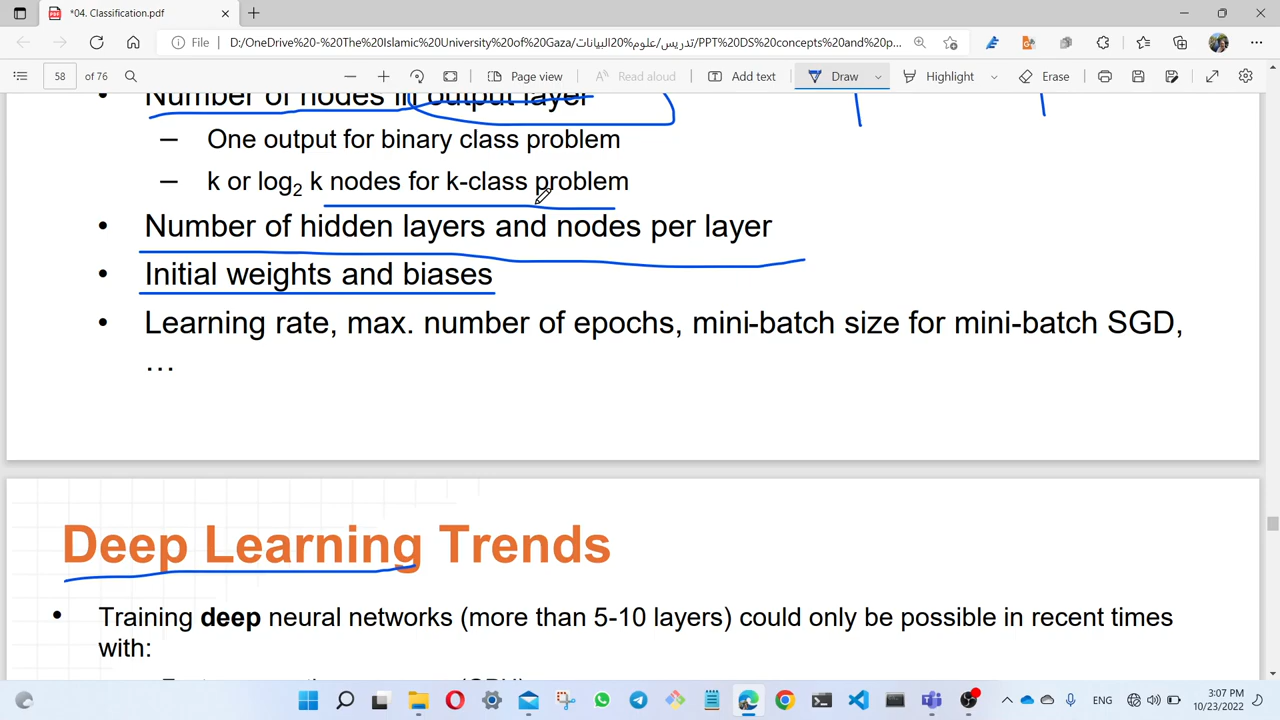 *04. Classification.pdf
File
D:/OneDrive%20-%20The%20Islamic%20University%20of%20Gaza/تدريس/علوم%20البيانات/PPT%20DS%20concepts%20and%20p...
58 of 76
Page view
Read aloud
Add text
Draw
Highlight
Erase
• Number of nodes in output layer
– One output for binary class problem
– k or log2 k nodes for k-class problem
• Number of hidden layers and nodes per layer
• Initial weights and biases
• Learning rate, max. number of epochs, mini-batch size for mini-batch SGD,
...
Deep Learning Trends
• Training deep neural networks (more than 5-10 layers) could only be possible in recent times
with:
ENG
3:07 PM
10/23/2022